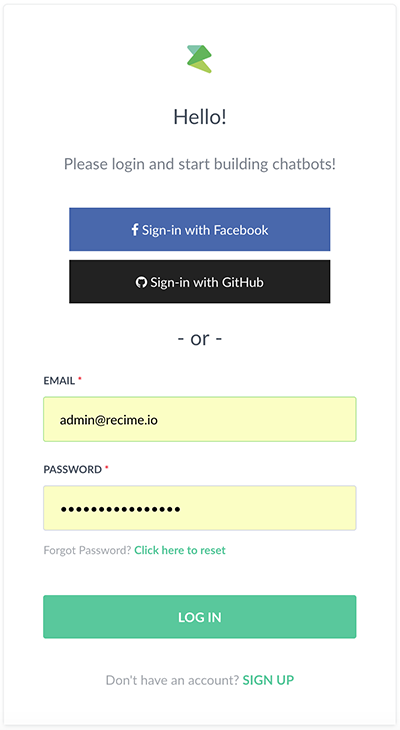 Hello!
Please login and start building chatbots!
Sign-in with Facebook
Sign-in with GitHub
- or -
EMAIL *
admin@recime.io
PASSWORD *
••••••••••••••••
Forgot Password? Click here to reset
LOG IN
Don't have an account? SIGN UP